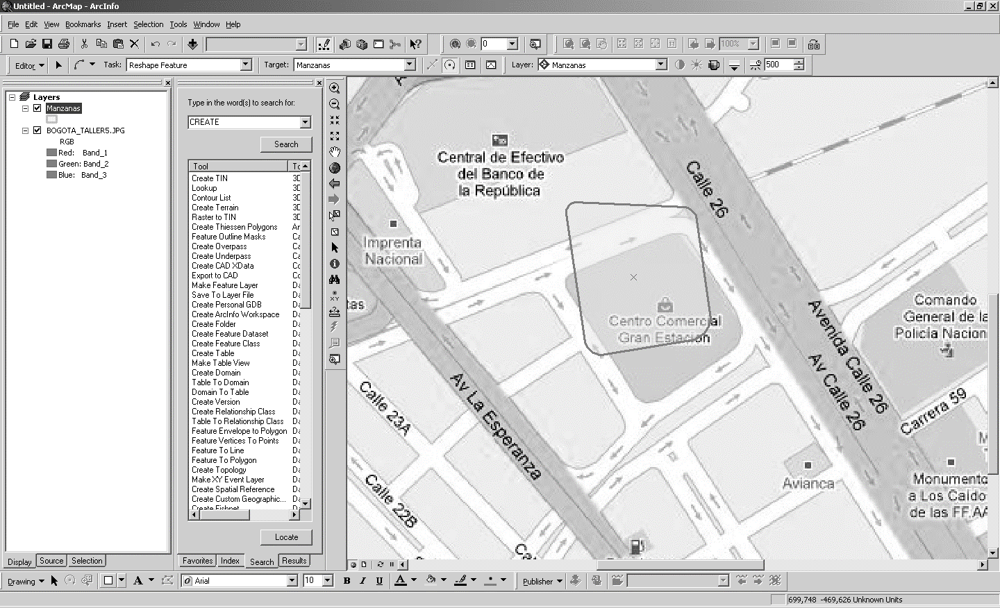 Untitled - ArcMap - ArcInfo
File Edit View Bookmarks Insert Selection Tools Window Help
0
100%
Editor Task: Reshape Feature Target: Manzanas Layer: Manzanas 500
Layers
Manzanas
BOGOTA_TALLER5.JPG
RGB
Red: Band_1
Green: Band_2
Blue: Band_3
Display Source Selection
Type in the word(s) to search for:
CREATE
Search
Tool
Create TIN 3D
Lookup 3D
Contour List 3D
Create Terrain 3D
Raster to TIN 3D
Create Thiessen Polygons Ar
Feature Outline Masks Ca
Create Overpass Ca
Create Underpass Ca
Create CAD XData Co
Export to CAD Co
Make Feature Layer Da
Save To Layer File Da
Create Personal GDB Da
Create ArcInfo Workspace Da
Create Folder Da
Create Feature Dataset Da
Create Feature Class Da
Create Table Da
Make Table View Da
Create Domain Da
Table To Domain Da
Domain To Table Da
Create Version Da
Create Relationship Class Da
Table To Relationship Class Da
Feature Envelope to Polygon Da
Feature Vertices To Points Da
Feature To Line Da
Feature To Polygon Da
Create Topology Da
Make XY Event Layer Da
Create Spatial Reference Da
Create Custom Geographic... Da
Create Fishnet
Locate
Favorites Index Search Results
XY
Central de Efectivo
del Banco de
la República
Imprenta
Nacional
tas
Calle 26
Centro Comercial
Gran Estación
Comando
General de la
Policía Nacion
Avenida Calle 26
Av Calle 26
Carrera 59
Av La Esperanza
Calle 23A
Calle 22B
Avianca
Monumento
a Los Caído
de las FF.AA
Drawing A Arial 10 B I U A Publisher
699,748 -469,626 Unknown Units